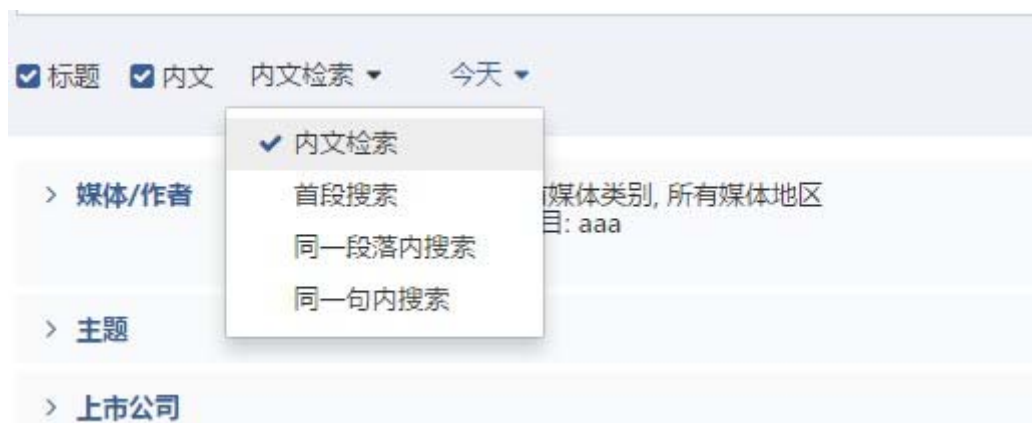 标题 内文 内文检索 今天
内文检索
首段搜索
同一段落内搜索
同一句内搜索
媒体/作者
媒体类别, 所有媒体地区
目: aaa
主题
上市公司